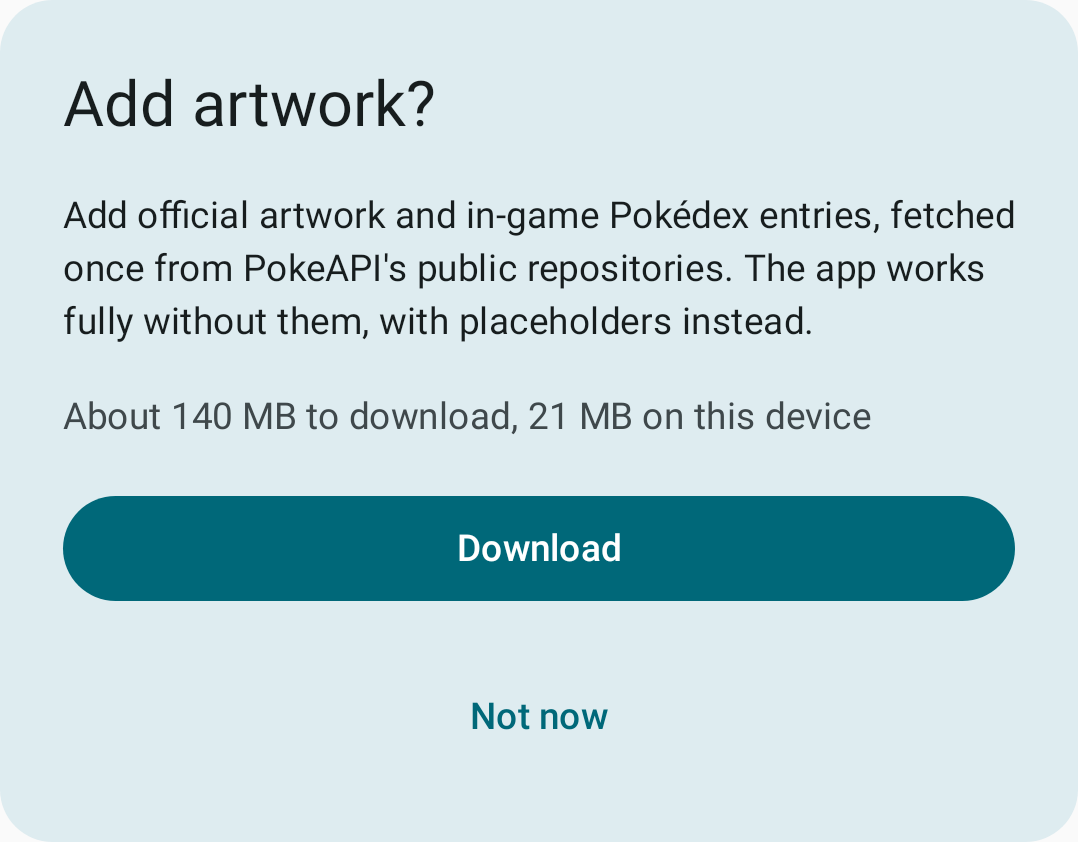 Add artwork?
Add official artwork and in-game Pokédex entries, fetched
once from PokeAPI's public repositories. The app works
fully without them, with placeholders instead.
About 140 MB to download, 21 MB on this device
Download
Not now